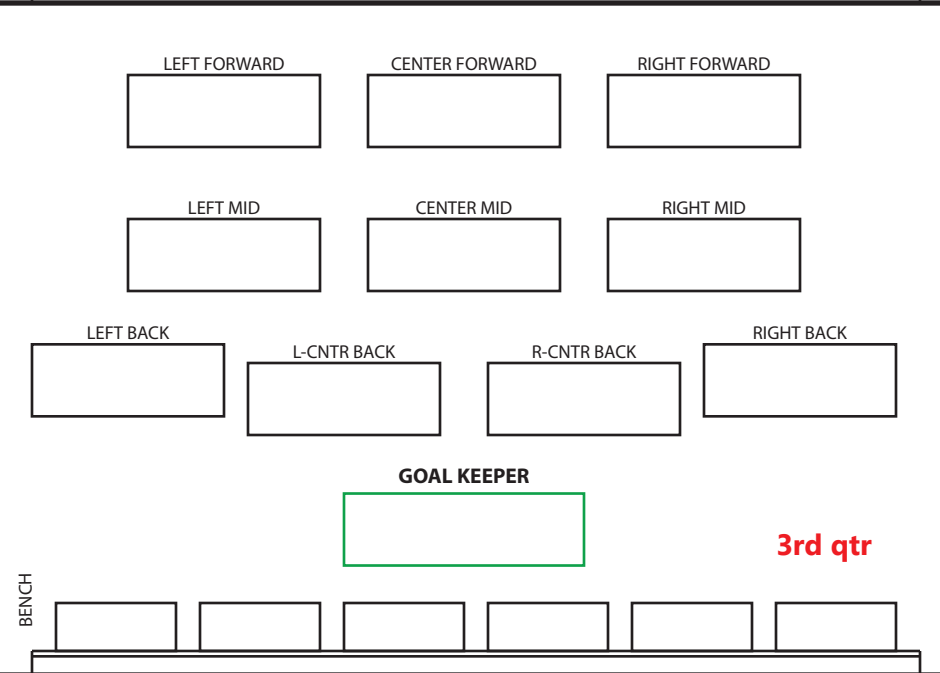 LEFT FORWARD
CENTER FORWARD
RIGHT FORWARD
LEFT MID
CENTER MID
RIGHT MID
LEFT BACK
L-CNTR BACK
R-CNTR BACK
RIGHT BACK
GOAL KEEPER
3rd qtr
BENCH